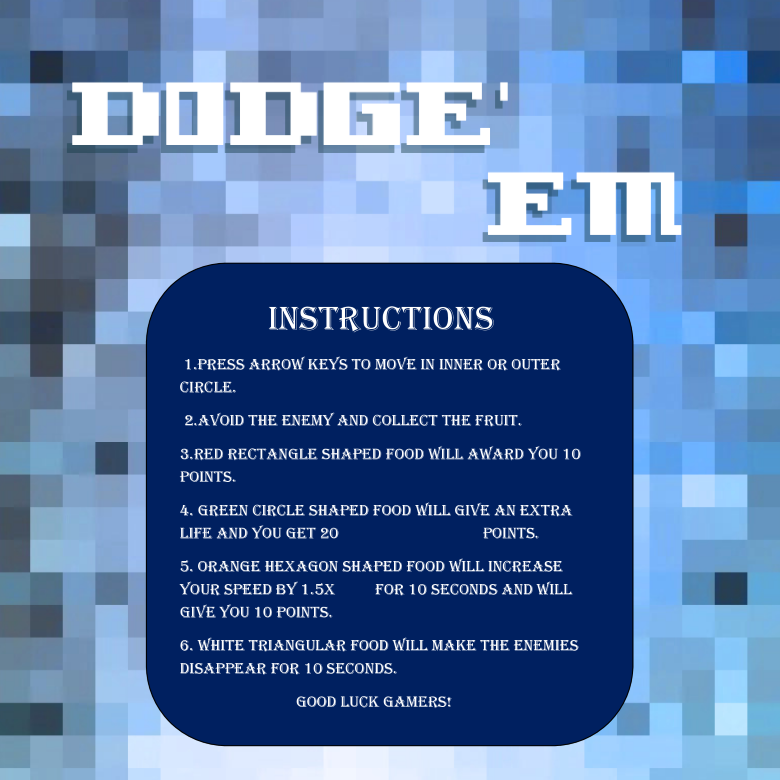 DODGE'
EM
INSTRUCTIONS
1.PRESS ARROW KEYS TO MOVE IN INNER OR OUTER
CIRCLE.
2.AVOID THE ENEMY AND COLLECT THE FRUIT.
3.RED RECTANGLE SHAPED FOOD WILL AWARD YOU 10
POINTS.
4. GREEN CIRCLE SHAPED FOOD WILL GIVE AN EXTRA
LIFE AND YOU GET 20 POINTS.
5. ORANGE HEXAGON SHAPED FOOD WILL INCREASE
YOUR SPEED BY 1.5X FOR 10 SECONDS AND WILL
GIVE YOU 10 POINTS.
6. WHITE TRIANGULAR FOOD WILL MAKE THE ENEMIES
DISAPPEAR FOR 10 SECONDS.
GOOD LUCK GAMERS!